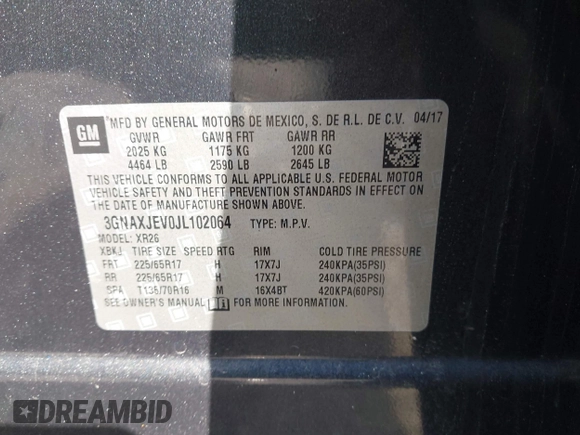 GM
*MFD BY GENERAL MOTORS DE MEXICO, S. DE R.L. DE C.V. 04/17
GVWR GAWR FRT GAWR RR
2025 KG 1175 KG 1200 KG
4464 LB 2590 LB 2645 LB
THIS VEHICLE CONFORMS TO ALL APPLICABLE U.S. FEDERAL MOTOR
VEHICLE SAFETY AND THEFT PREVENTION STANDARDS IN EFFECT ON
THE DATE OF MANUFACTURE SHOWN ABOVE.
3GNAXJEV0JL102064 TYPE: M.P.V.
MODEL: XR26
XBKJ TIRE SIZE SPEED RTG RIM COLD TIRE PRESSURE
FRT 225/65R17 H 17X7J 240KPA(35PSI)
RR 225/65R17 H 17X7J 240KPA(35PSI)
SPA T135/70R16 M 16X4BT 420KPA(60PSI)
SEE OWNER'S MANUAL FOR MORE INFORMATION
DREAMBID